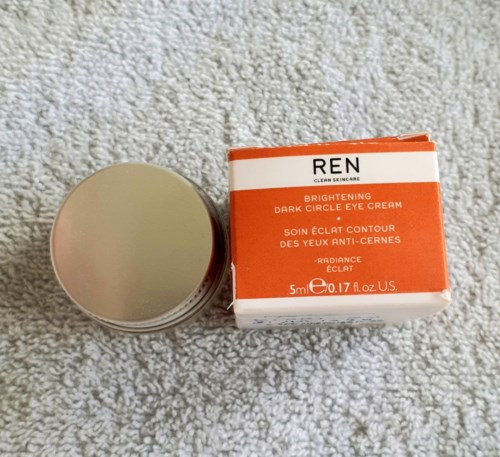 REN
CLEAN SKINCARE
BRIGHTENING
DARK CIRCLE EYE CREAM
SOIN ÉCLAT CONTOUR
DES YEUX ANTI-CERNES
RADIANCE
ÉCLAT
5ml℮/0.17 fl.oz. U.S.